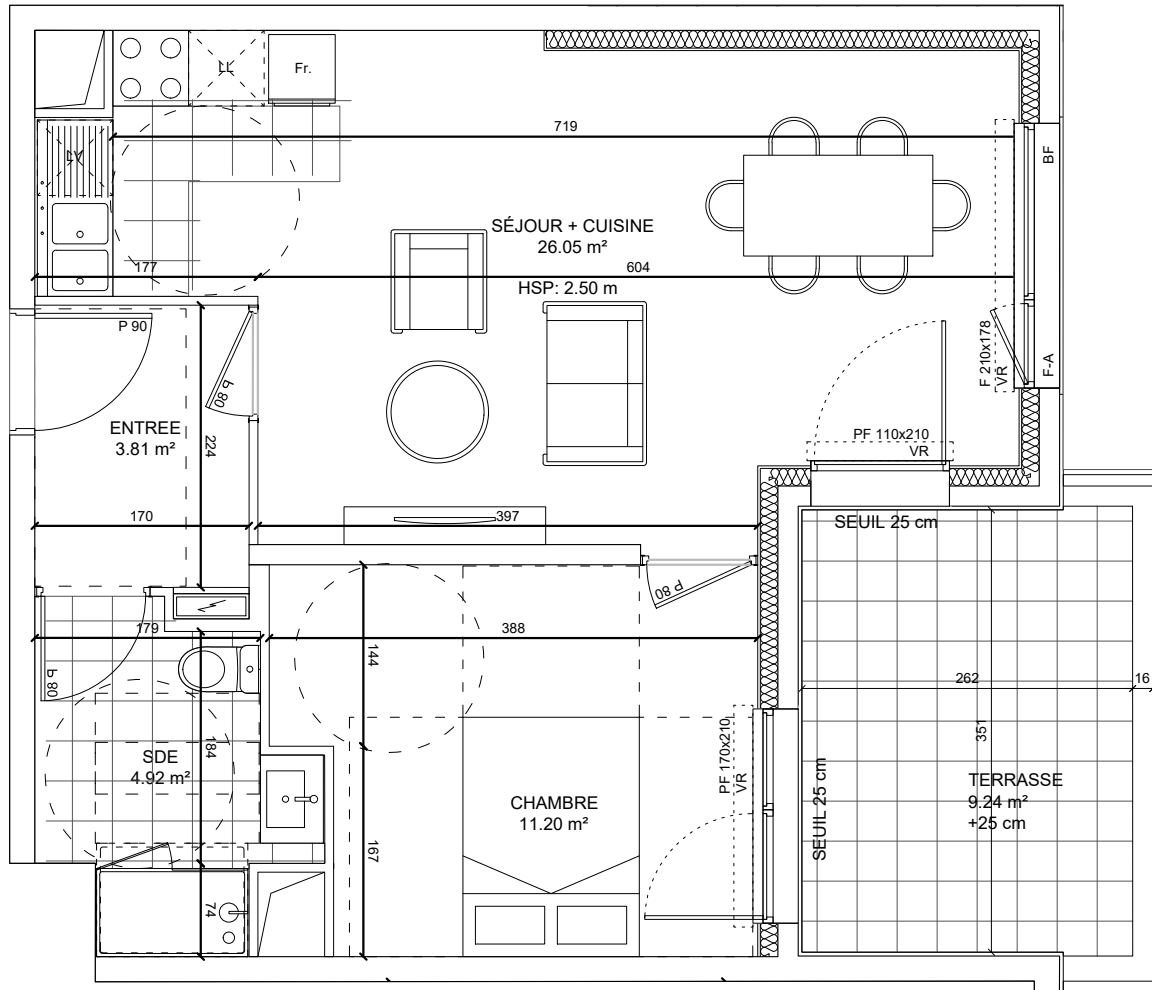 LL
Fr.
719
BF
LV
SÉJOUR + CUISINE
26.05 m²
177
604
HSP: 2.50 m
P 90
P 80
F 210x178
VR
F-A
ENTREE
3.81 m²
224
PF 110x210
VR
170
397
SEUIL 25 cm
P 80
179
388
144
P 80
262
16
351
184
SDE
4.92 m²
PF 170x210
VR
SEUIL 25 cm
TERRASSE
9.24 m²
+25 cm
CHAMBRE
11.20 m²
167
74